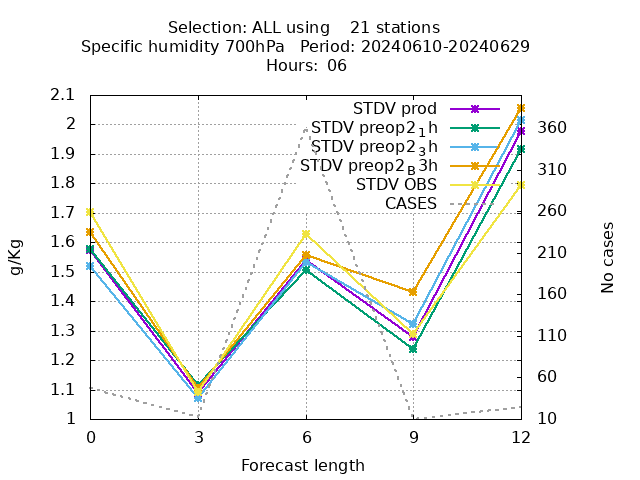 Selection: ALL using    21 stations
Specific humidity 700hPa   Period: 20240610-20240629
Hours: 06
STDV prod
STDV preop2₁h
STDV preop2₃h
STDV preop2_B3h
STDV OBS
CASES
2.1
2
1.9
1.8
1.7
1.6
1.5
1.4
1.3
1.2
1.1
1
360
310
260
210
160
110
60
10
g/Kg
No cases
0 3 6 9 12
Forecast length